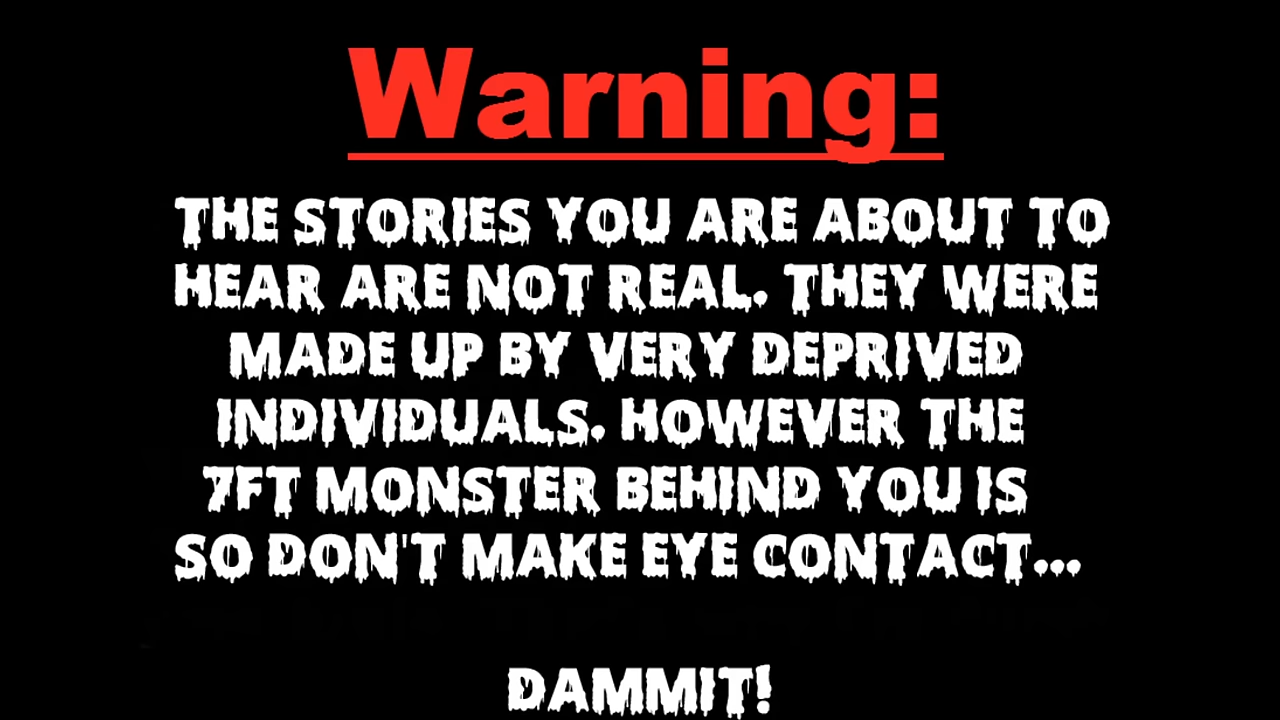 Warning:
THE STORIES YOU ARE ABOUT TO
HEAR ARE NOT REAL. THEY WERE
MADE UP BY VERY DEPRIVED
INDIVIDUALS. HOWEVER THE
7FT MONSTER BEHIND YOU IS
SO DON'T MAKE EYE CONTACT...
DAMMIT!